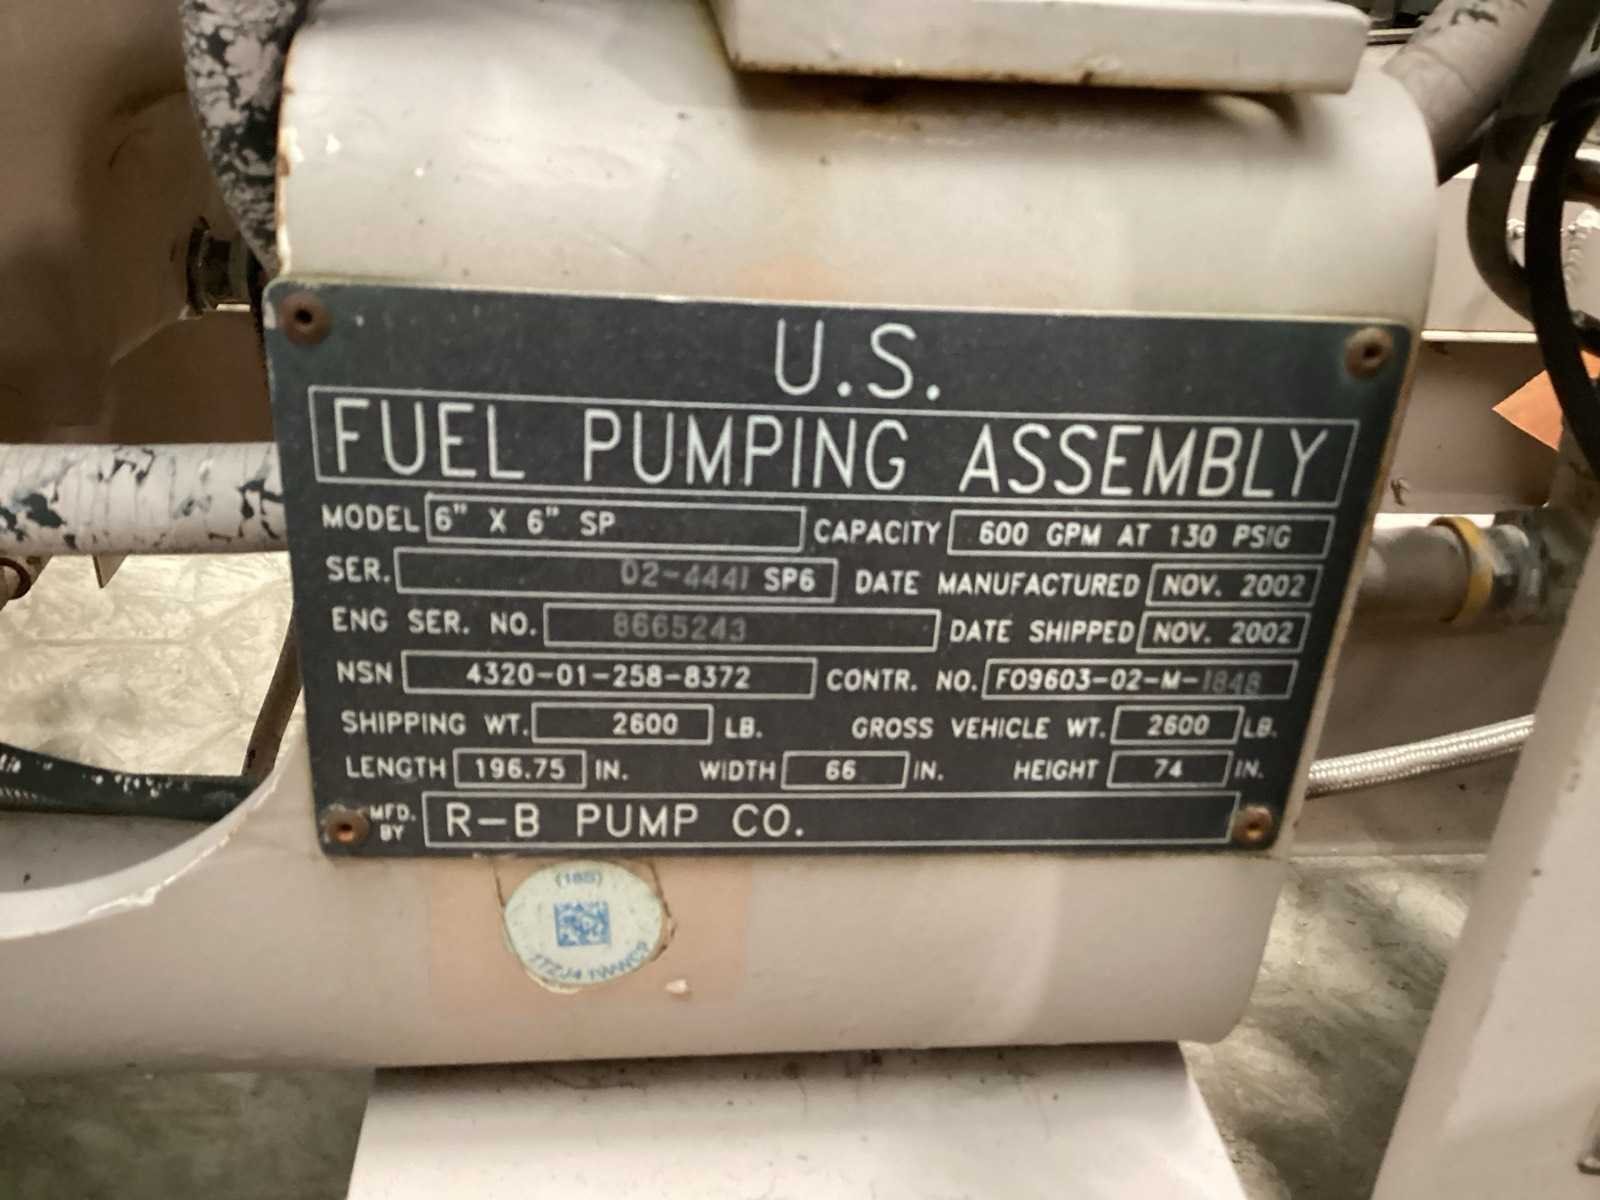 U.S.
FUEL PUMPING ASSEMBLY
MODEL 6" X 6" SP CAPACITY 600 GPM AT 130 PSIG
SER. 02-4441 SP6 DATE MANUFACTURED NOV. 2002
ENG SER. NO. 8665243 DATE SHIPPED NOV. 2002
NSN 4320-01-258-8372 CONTR. NO. F09603-02-M-1848
SHIPPING WT. 2600 LB. GROSS VEHICLE WT. 2600 LB.
LENGTH 196.75 IN. WIDTH 66 IN. HEIGHT 74 IN.
MFD. BY R-B PUMP CO.
(18S)